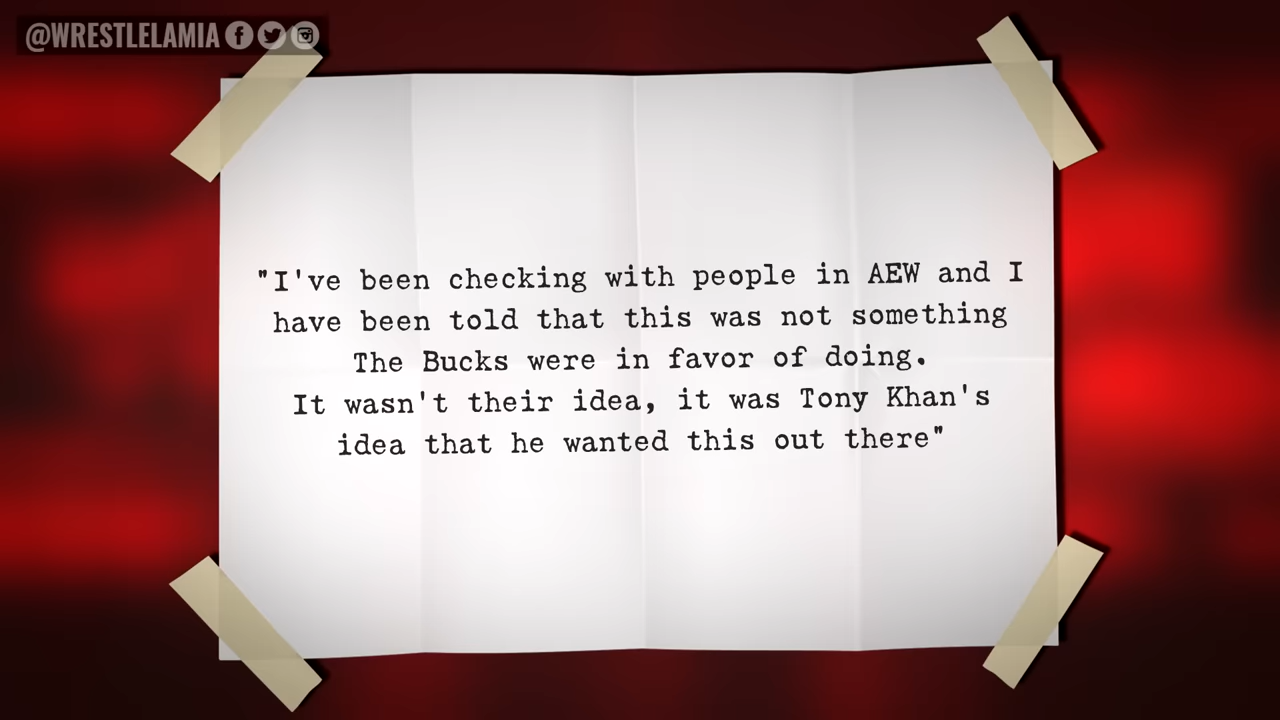 @WRESTLELAMIA
"I've been checking with people in AEW and I
have been told that this was not something
The Bucks were in favor of doing.
It wasn't their idea, it was Tony Khan's
idea that he wanted this out there"